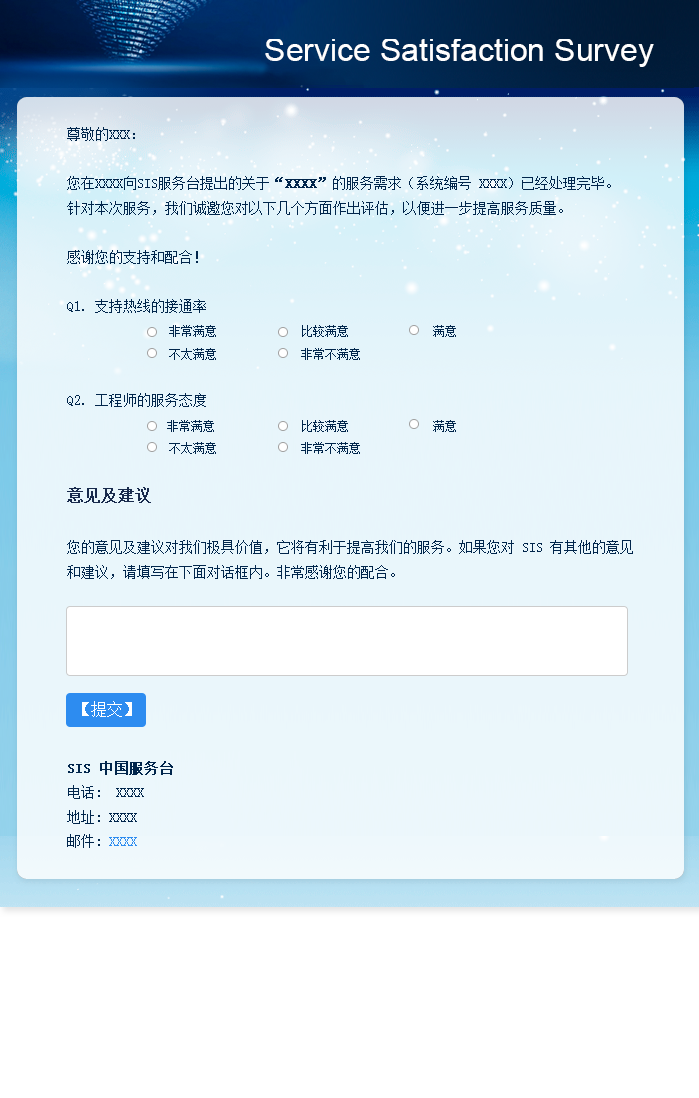 Service Satisfaction Survey
尊敬的XXX：
您在XXXX向SIS服务台提出的关于“XXXX”的服务需求（系统编号 XXXX）已经处理完毕。
针对本次服务，我们诚邀您对以下几个方面作出评估，以便进一步提高服务质量。
感谢您的支持和配合！
Q1. 支持热线的接通率
非常满意 比较满意 满意
不太满意 非常不满意
Q2. 工程师的服务态度
非常满意 比较满意 满意
不太满意 非常不满意
意见及建议
您的意见及建议对我们极具价值，它将有利于提高我们的服务。如果您对 SIS 有其他的意见
和建议，请填写在下面对话框内。非常感谢您的配合。
【提交】
SIS 中国服务台
电话： XXXX
地址：XXXX
邮件：XXXX